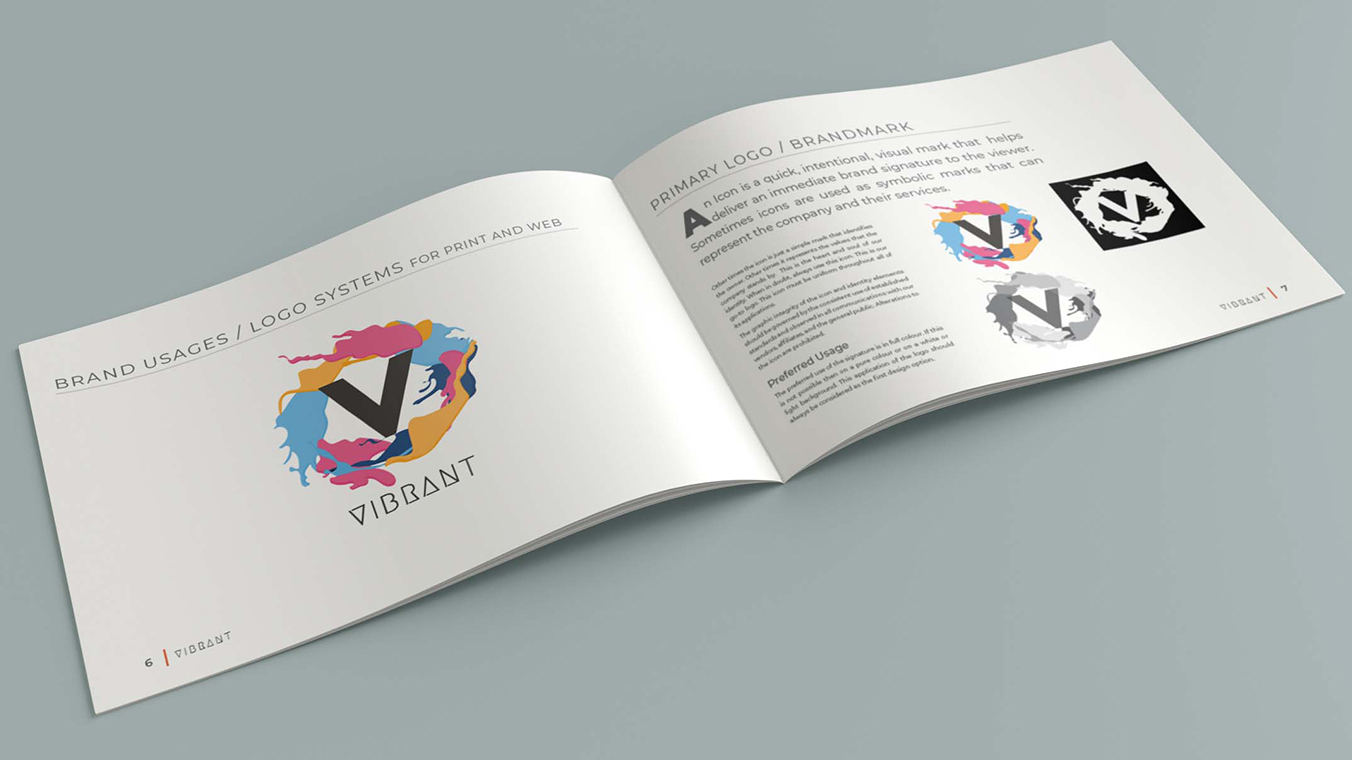 BRAND USAGES / LOGO SYSTEMS FOR PRINT AND WEB
V
VIBRANT
6 | VIBRANT
PRIMARY LOGO / BRANDMARK
An Icon is a quick, intentional, visual mark that helps
deliver an immediate brand signature to the viewer.
Sometimes icons are used as symbolic marks that can
represent the company and their services.
Other times the icon is just a simple mark that identifies
the owner. Other times it represents the values that the
company stands by. This is the heart and soul of our
identity. When in doubt, always use this icon. This is our
go-to logo. This icon must be uniform throughout all of
its applications.
The graphic integrity of the icon and identity elements
should be governed by the consistent use of established
standards and observed in all communications with our
vendors, affiliates, and the general public. Alterations to
the icon are prohibited.
Preferred Usage
The preferred use of the signature is in full colour. If this
is not possible then on a pure colour or on a white or
light background. This application of the logo should
always be considered as the first design option.
V
V
V
VIBRANT | 7